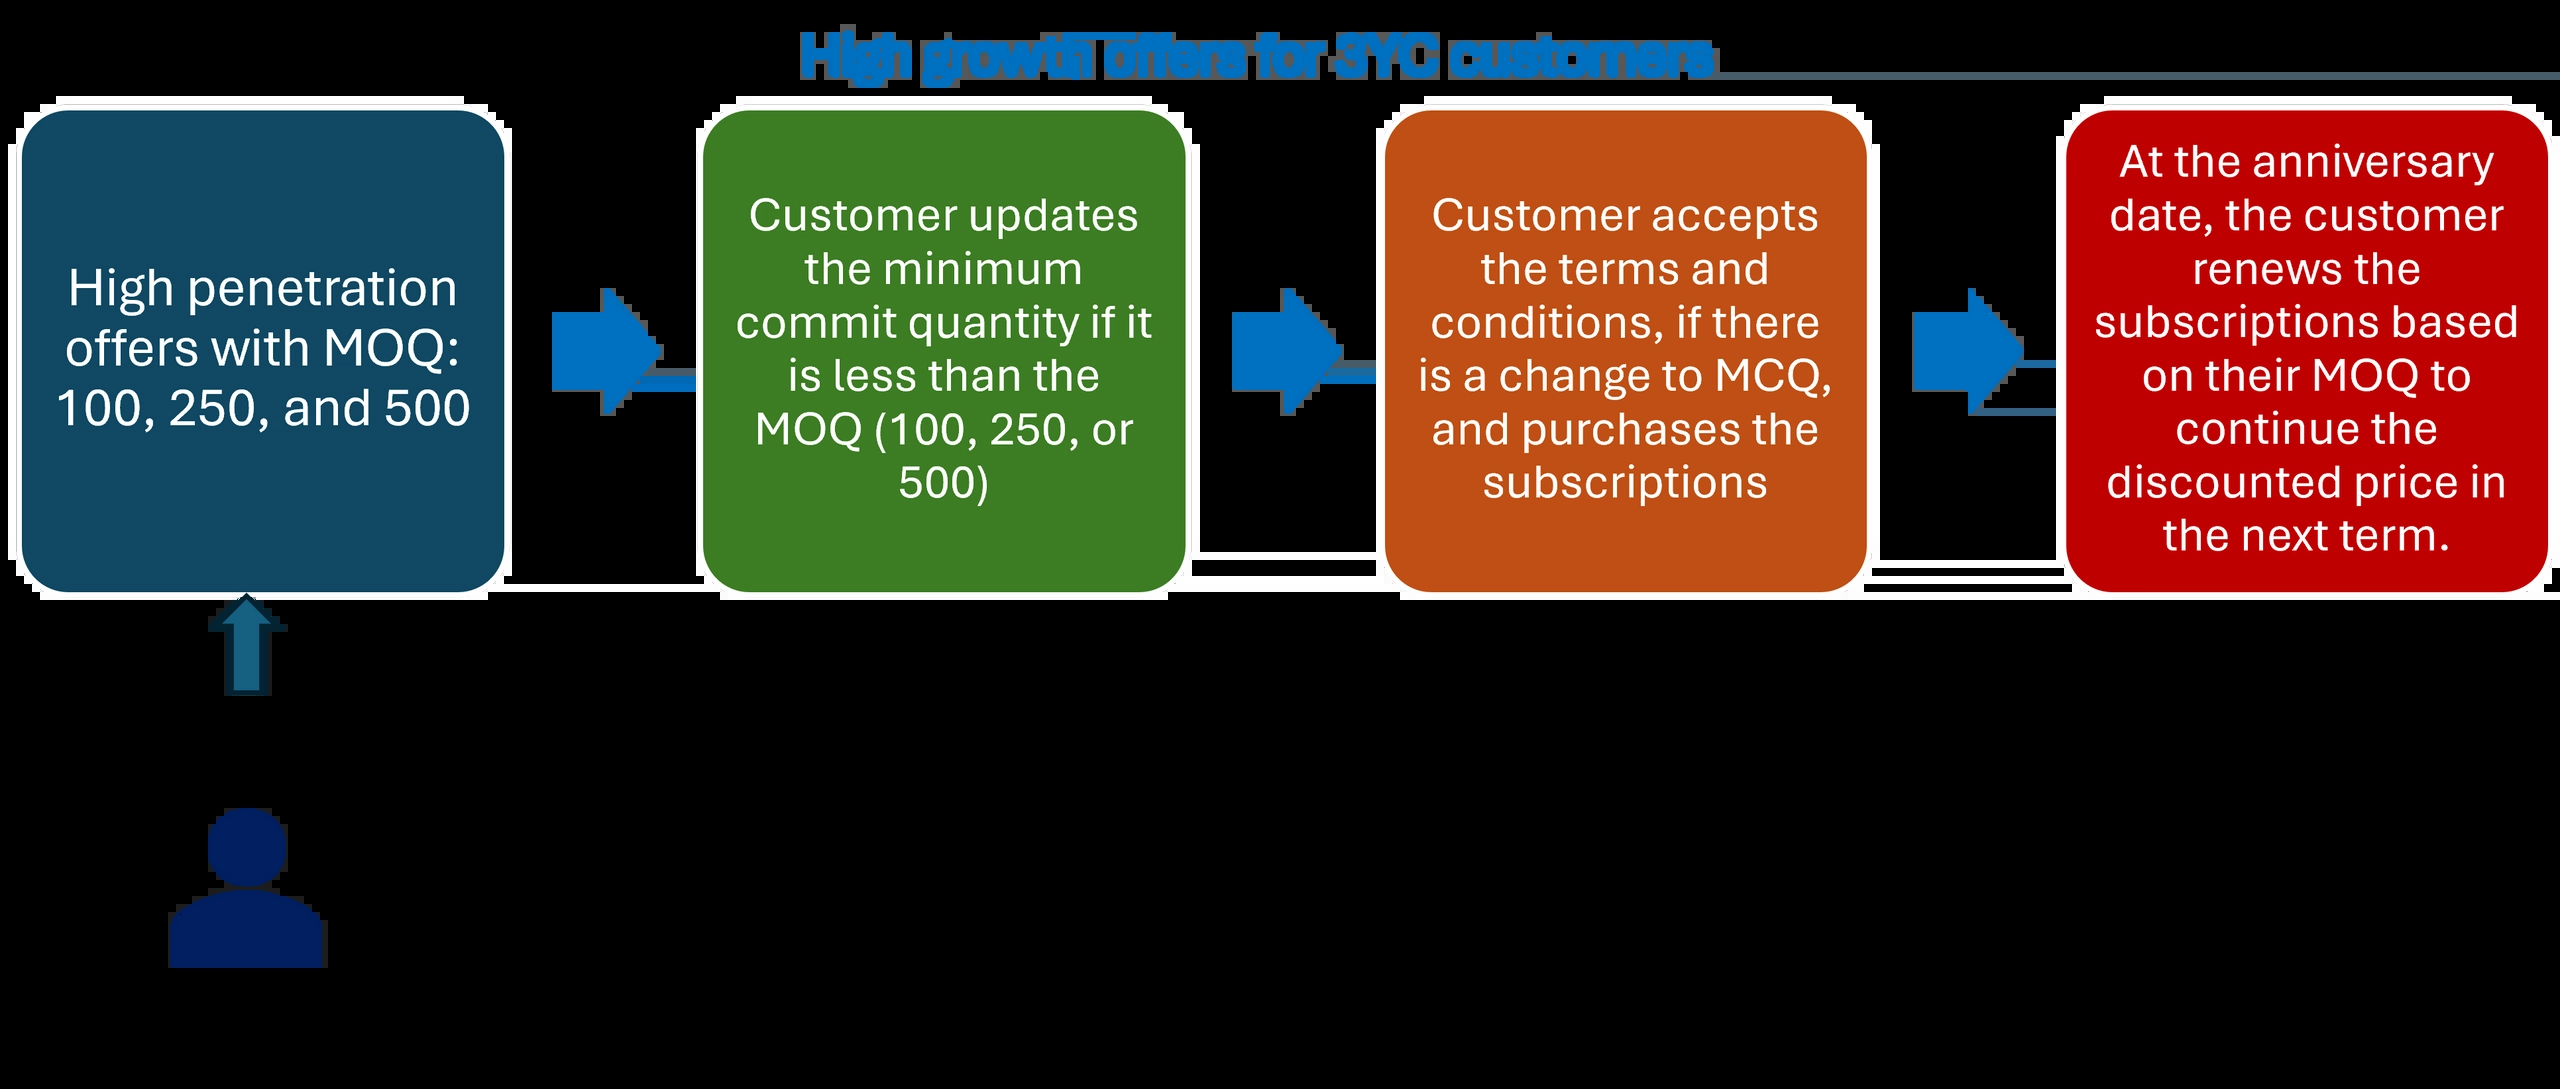 High growth offers for 3YC customers
High penetration
offers with MOQ:
100, 250, and 500
Customer updates
the minimum
commit quantity if it
is less than the
MOQ (100, 250, or
500)
Customer accepts
the terms and
conditions, if there
is a change to MCQ,
and purchases the
subscriptions
At the anniversary
date, the customer
renews the
subscriptions based
on their MOQ to
continue the
discounted price in
the next term.